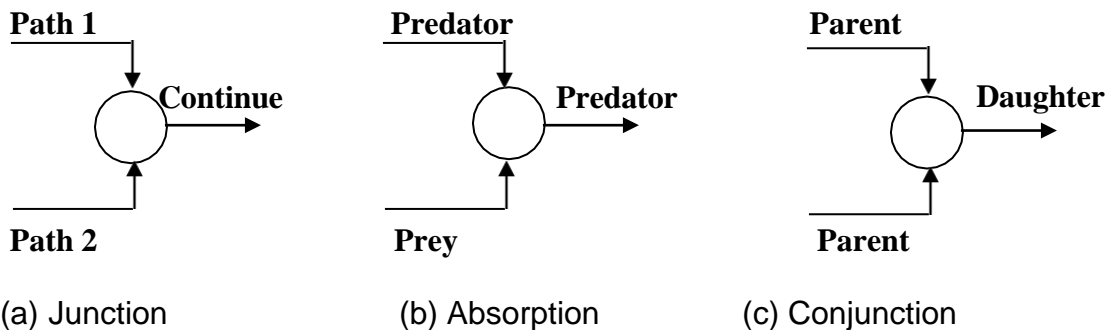 Path 1
Predator
Parent
Continue
Predator
Daughter
Path 2
Prey
Parent
(a) Junction
(b) Absorption
(c) Conjunction